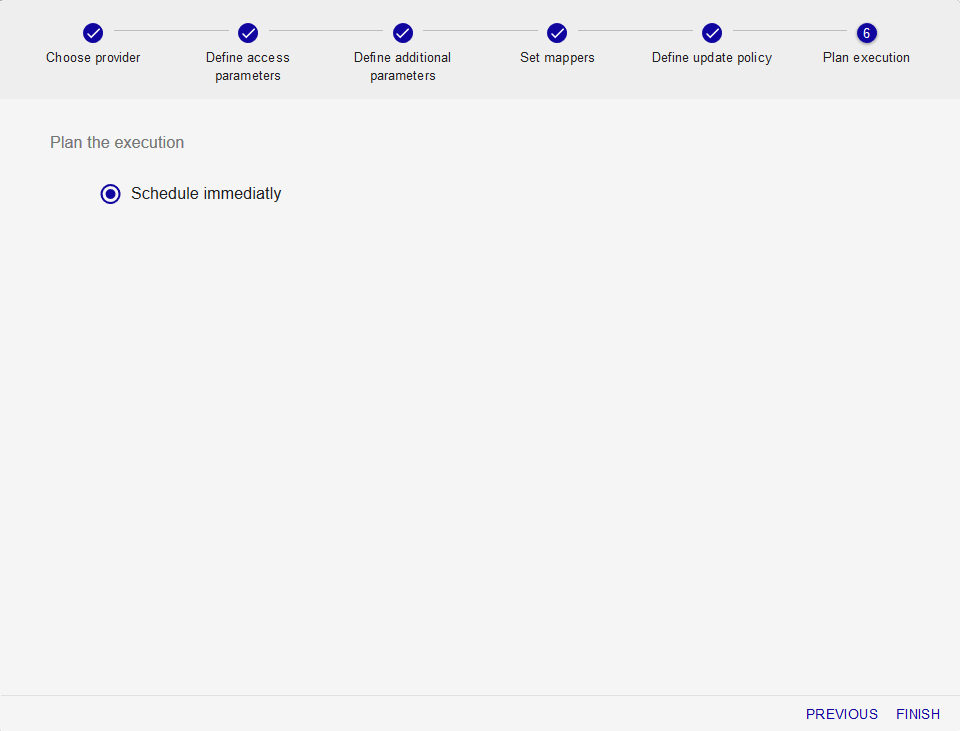 6
Choose provider
Define access
parameters
Define additional
parameters
Set mappers
Define update policy
Plan execution
Plan the execution
Schedule immediatly
PREVIOUS FINISH